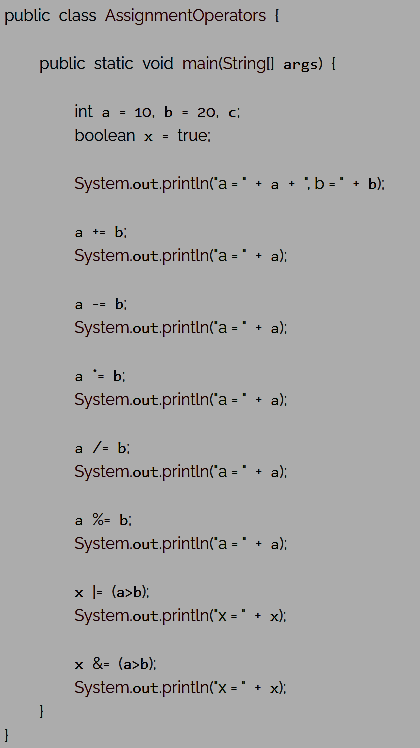 public class AssignmentOperators {
public static void main(String[] args) {
int a = 10, b = 20, c;
boolean x = true;
System.out.println("a = " + a + ", b = " + b);
a += b;
System.out.println("a = " + a);
a -= b;
System.out.println("a = " + a);
a *= b;
System.out.println("a = " + a);
a /= b;
System.out.println("a = " + a);
a %= b;
System.out.println("a = " + a);
x |= (a>b);
System.out.println("x = " + x);
x &= (a>b);
System.out.println("x = " + x);
}
}